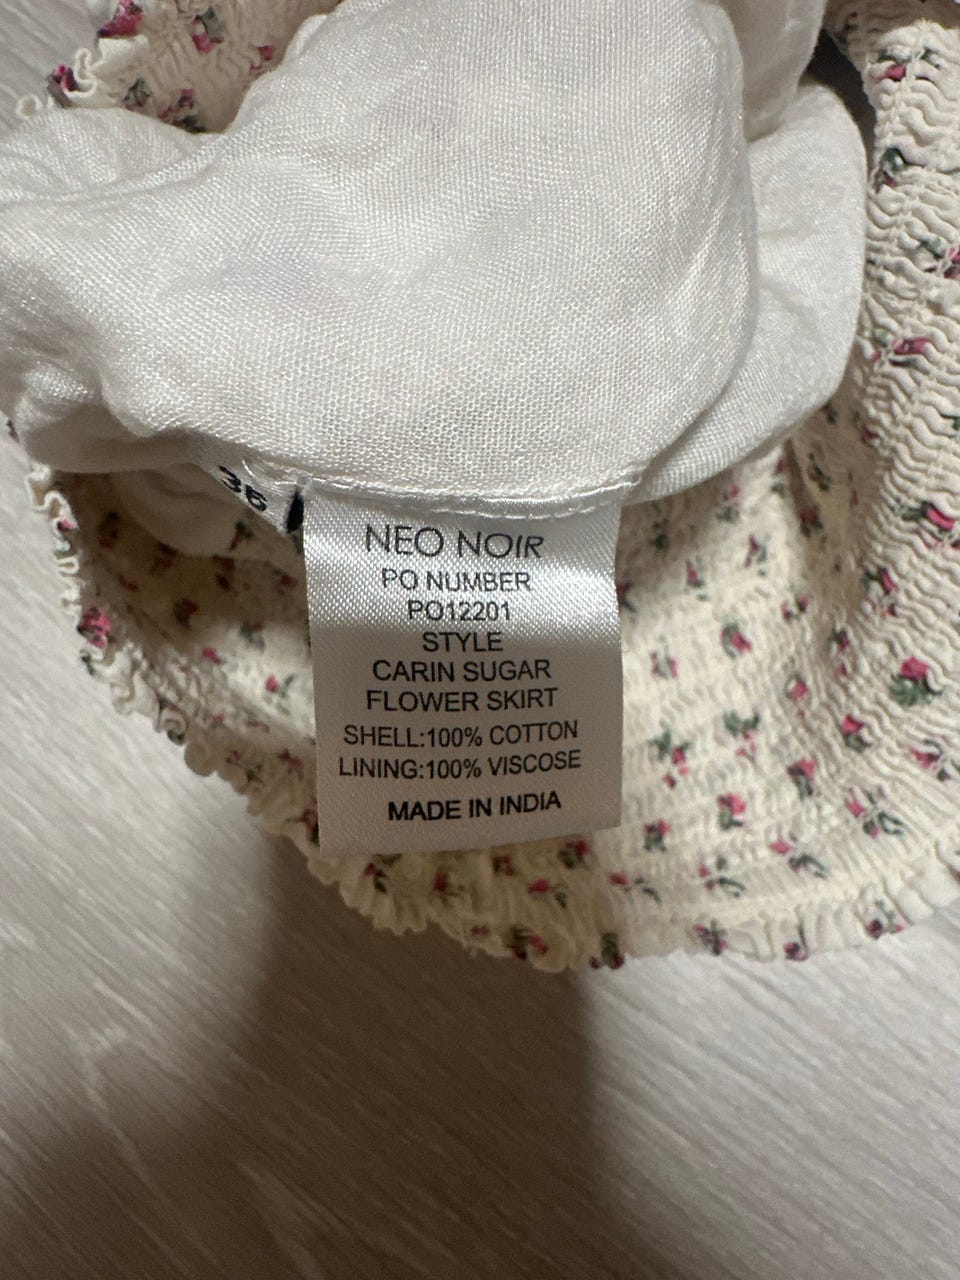 36
NEO NOIR
PO NUMBER
PO12201
STYLE
CARIN SUGAR
FLOWER SKIRT
SHELL:100% COTTON
LINING:100% VISCOSE
MADE IN INDIA